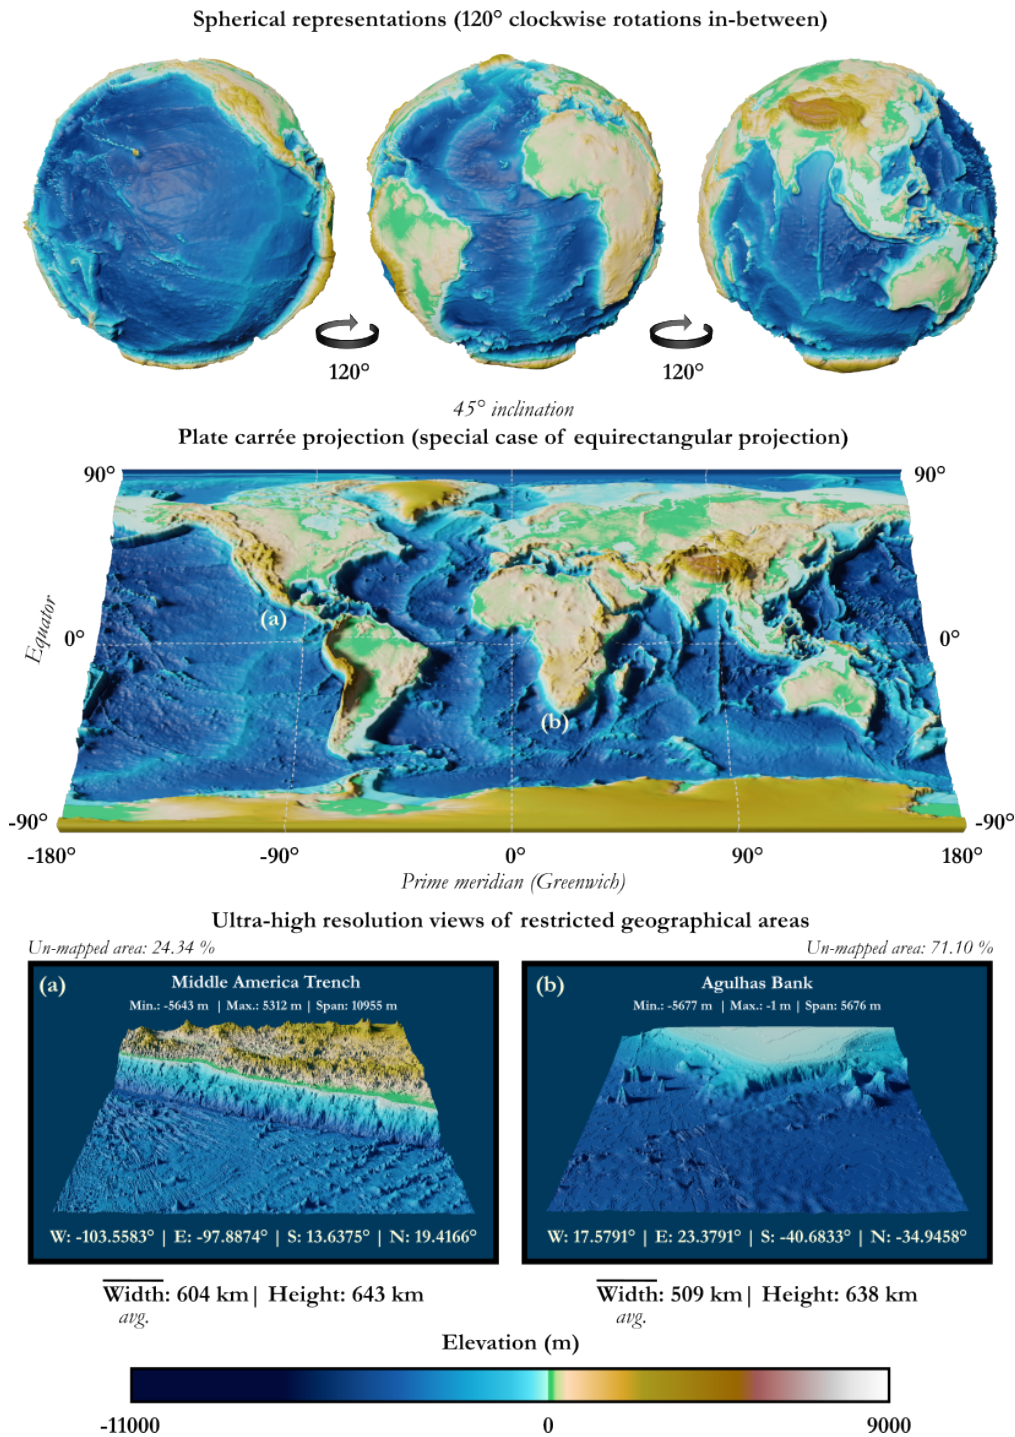 Spherical representations (120° clockwise rotations in-between)
120°
120°
45° inclination
Plate carrée projection (special case of equirectangular projection)
90°
90°
Equator
0°
0°
(a)
(b)
-90°
-90°
-180°
-90°
0°
90°
180°
Prime meridian (Greenwich)
Ultra-high resolution views of restricted geographical areas
Un-mapped area: 24.34 %
Un-mapped area: 71.10 %
(a)
Middle America Trench
Min.: -5643 m | Max.: 5312 m | Span: 10955 m
W: -103.5583° | E: -97.8874° | S: 13.6375° | N: 19.4166°
(b)
Agulhas Bank
Min.: -5677 m | Max.: -1 m | Span: 5676 m
W: 17.5791° | E: 23.3791° | S: -40.6833° | N: -34.9458°
Width: 604 km | Height: 643 km
avg.
Width: 509 km | Height: 638 km
avg.
Elevation (m)
-11000
0
9000